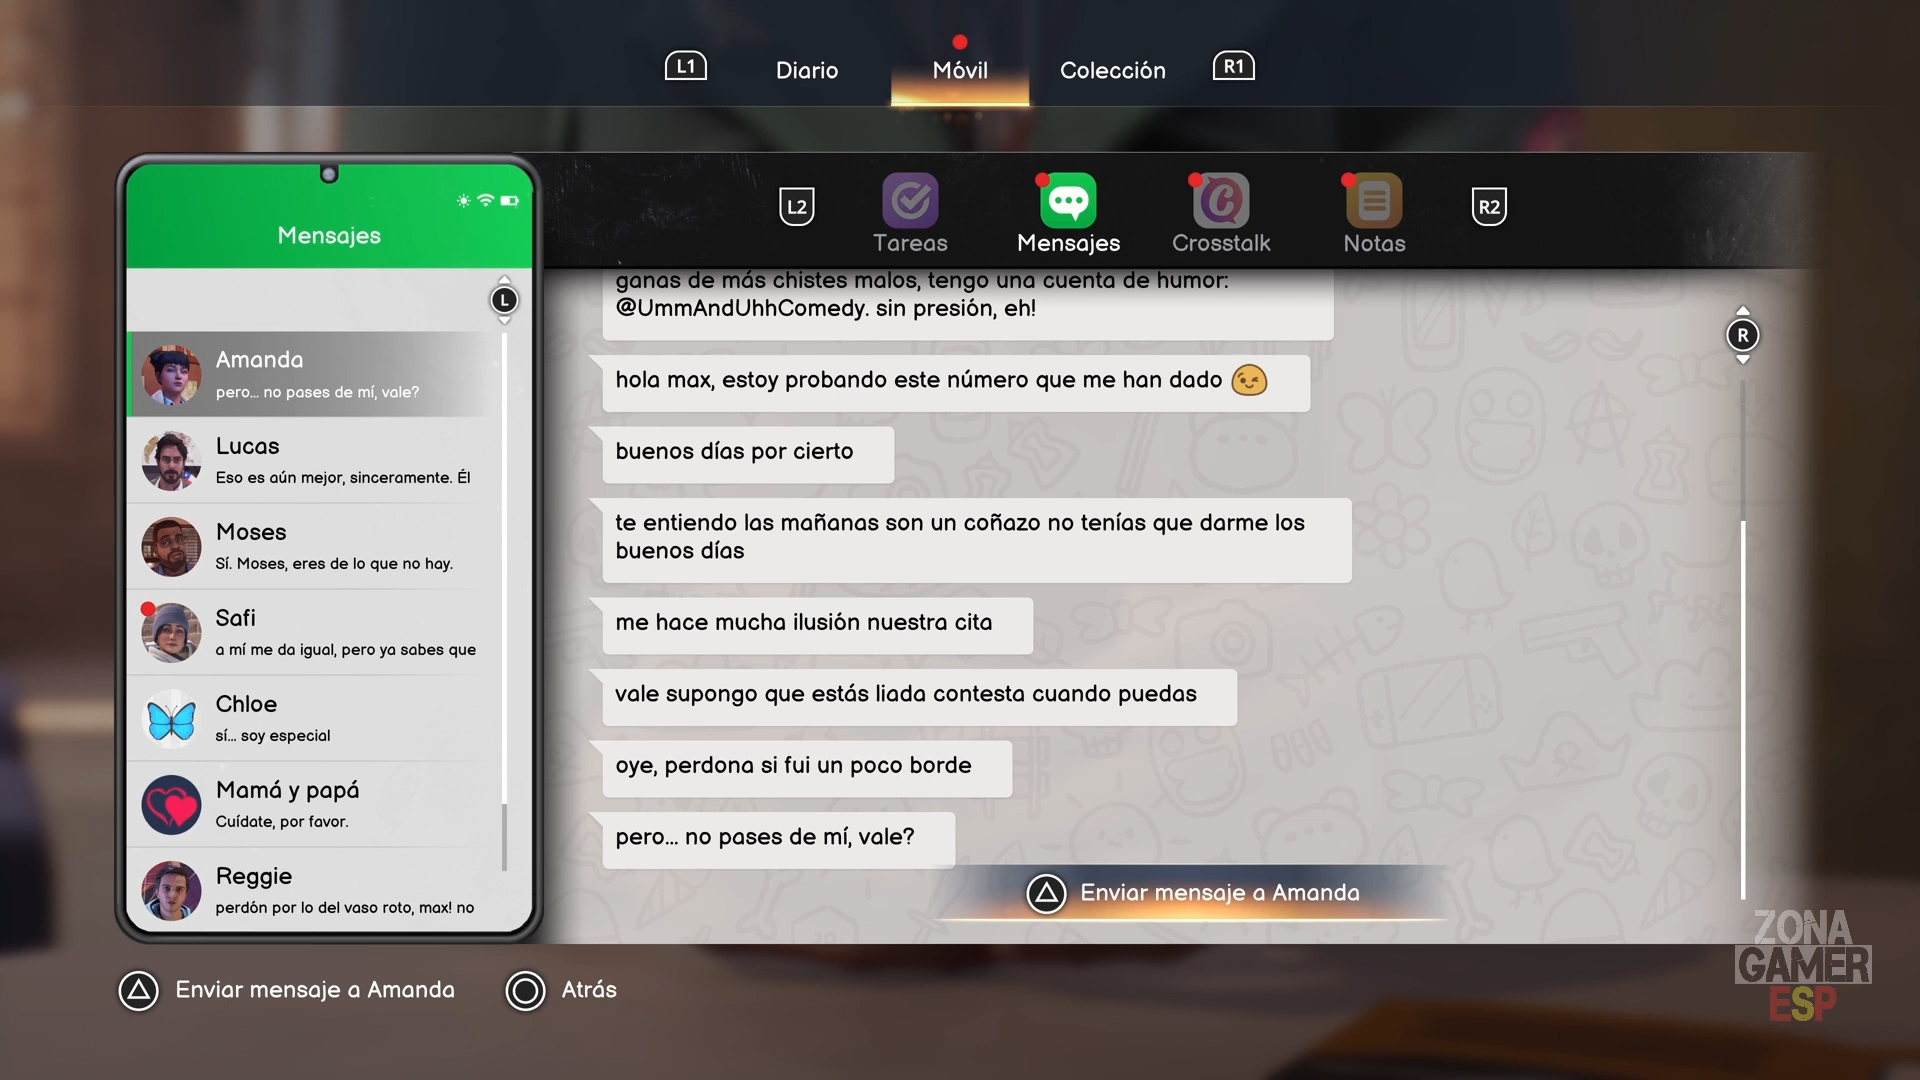 L1
Diario
Móvil
Colección
R1
L2
Tareas
Mensajes
Crosstalk
Notas
R2
Mensajes
L
Amanda
pero... no pases de mí, vale?
Lucas
Eso es aún mejor, sinceramente. Él
Moses
Sí. Moses, eres de lo que no hay.
Safi
a mí me da igual, pero ya sabes que
Chloe
sí... soy especial
Mamá y papá
Cuídate, por favor.
Reggie
perdón por lo del vaso roto, max! no
ganas de más chistes malos, tengo una cuenta de humor:
@UmmAndUhhComedy. sin presión, eh!
hola max, estoy probando este número que me han dado
buenos días por cierto
te entiendo las mañanas son un coñazo no tenías que darme los
buenos días
me hace mucha ilusión nuestra cita
vale supongo que estás liada contesta cuando puedas
oye, perdona si fui un poco borde
pero... no pases de mí, vale?
Enviar mensaje a Amanda
R
Enviar mensaje a Amanda
Atrás
ZONA
GAMER
ESP